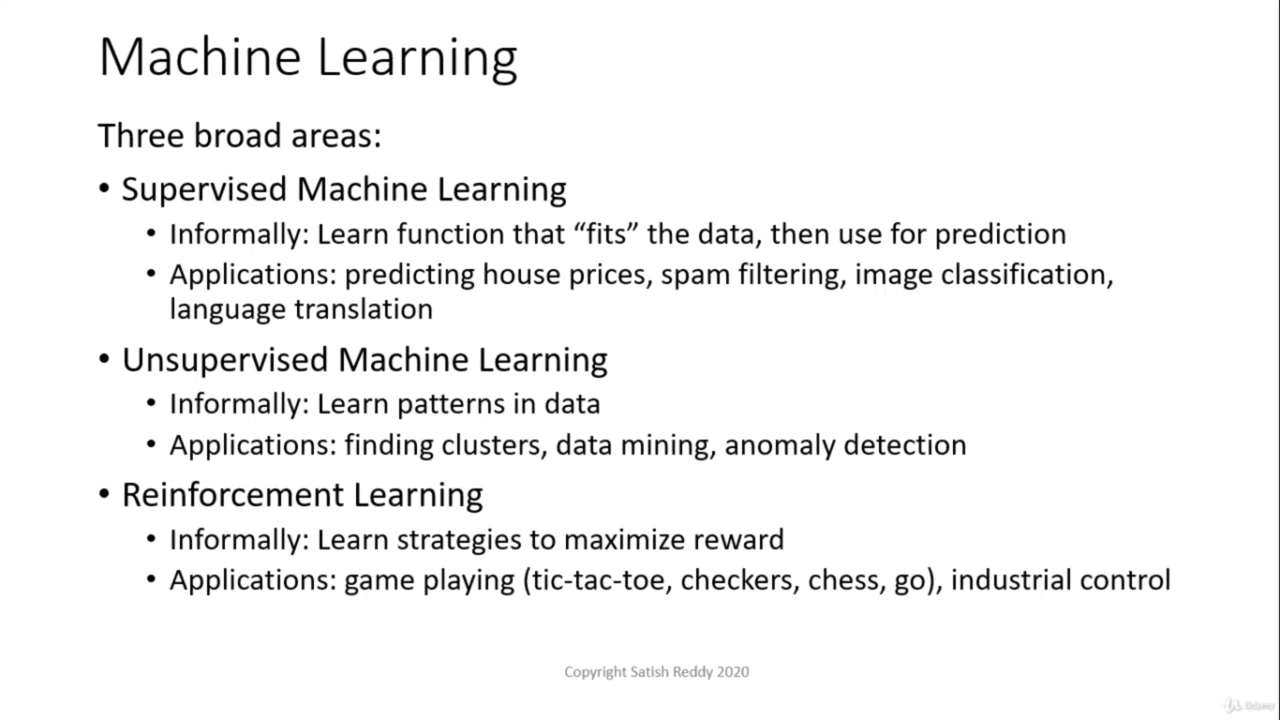 Machine Learning
Three broad areas:
• Supervised Machine Learning
• Informally: Learn function that “fits” the data, then use for prediction
• Applications: predicting house prices, spam filtering, image classification,
language translation
• Unsupervised Machine Learning
• Informally: Learn patterns in data
• Applications: finding clusters, data mining, anomaly detection
• Reinforcement Learning
• Informally: Learn strategies to maximize reward
• Applications: game playing (tic-tac-toe, checkers, chess, go), industrial control
Copyright Satish Reddy 2020
Udemy